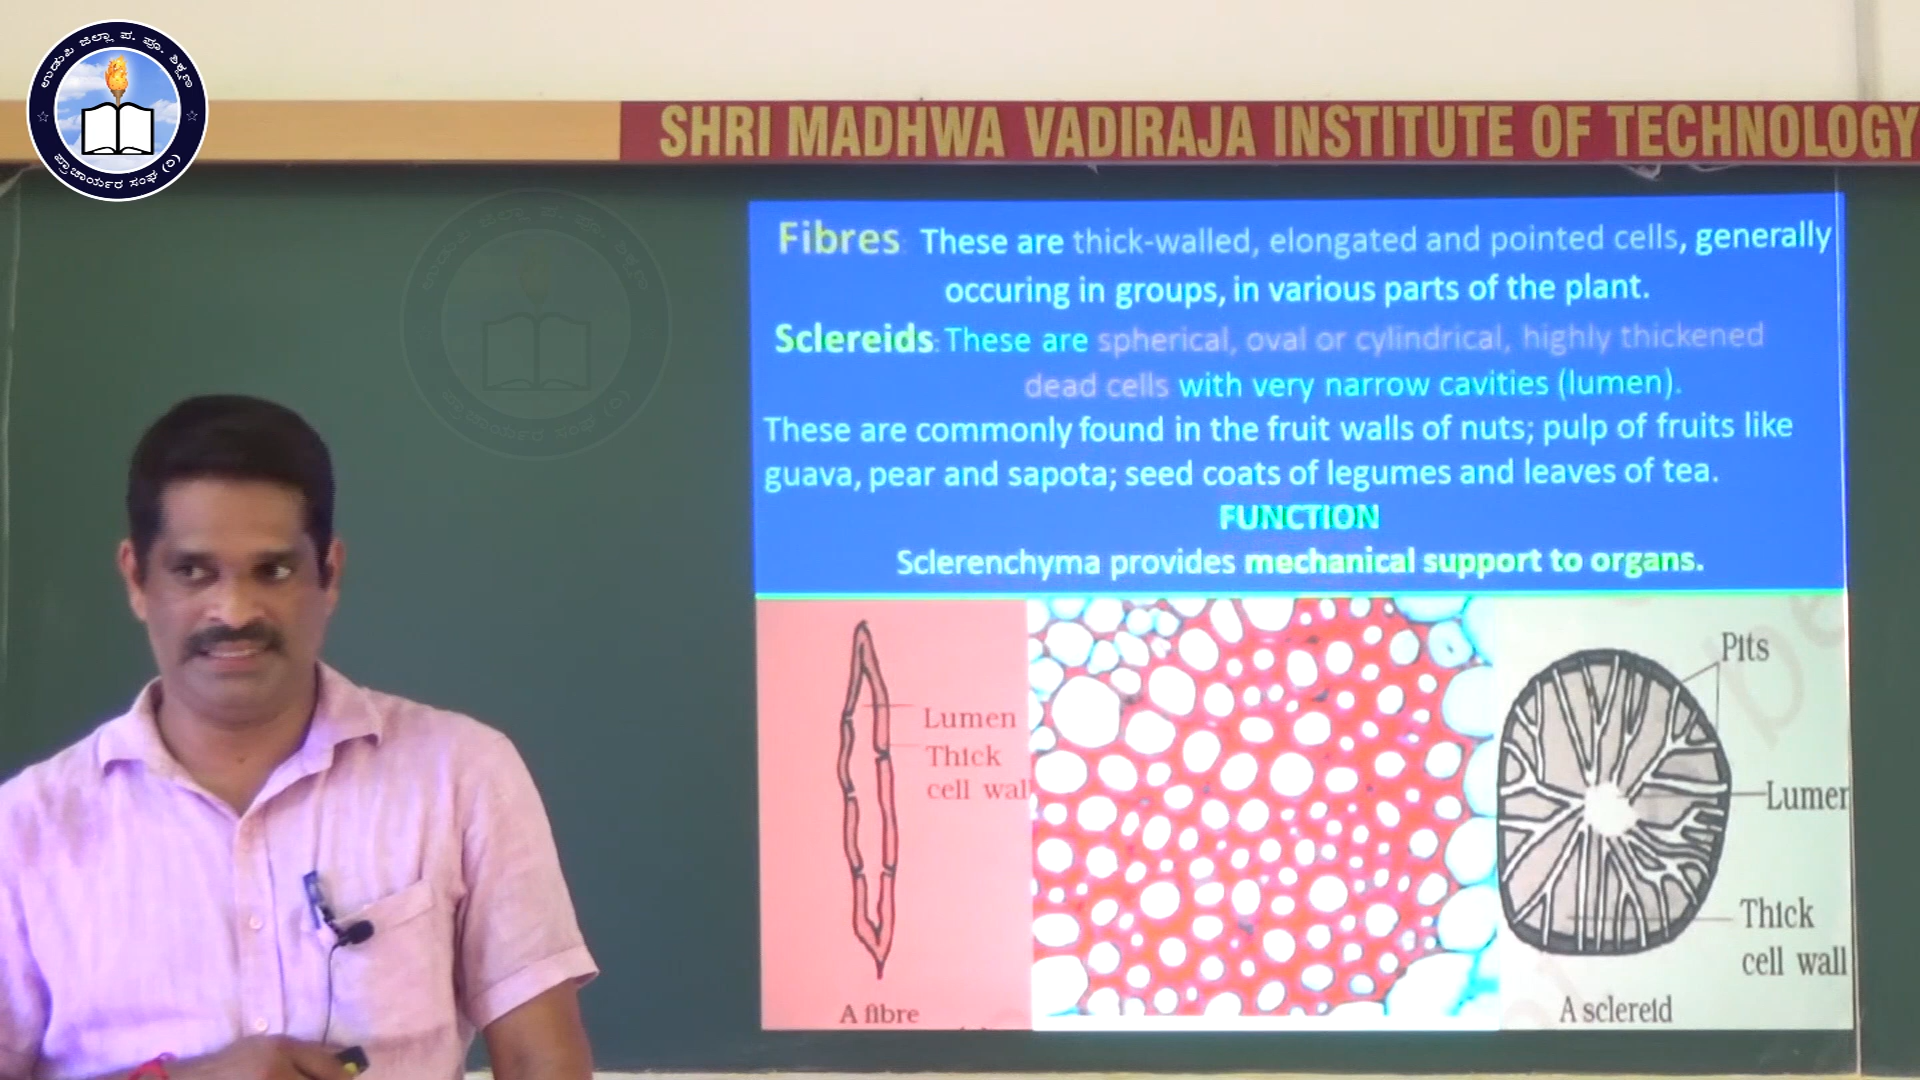 ಉಡುಪಿ ಜಿಲ್ಲಾ ಪ. ಪೂ. ಶಿಕ್ಷಣ
ಪ್ರಾಚಾರ್ಯರ ಸಂಘ (ರಿ)
SHRI MADHWA VADIRAJA INSTITUTE OF TECHNOLOGY
Fibres: These are thick-walled, elongated and pointed cells, generally
occuring in groups, in various parts of the plant.
Sclereids: These are spherical, oval or cylindrical, highly thickened
dead cells with very narrow cavities (lumen).
These are commonly found in the fruit walls of nuts; pulp of fruits like
guava, pear and sapota; seed coats of legumes and leaves of tea.
FUNCTION
Sclerenchyma provides mechanical support to organs.
Lumen
Thick
cell wall
A fibre
Pits
Lumen
Thick
cell wall
A sclereid